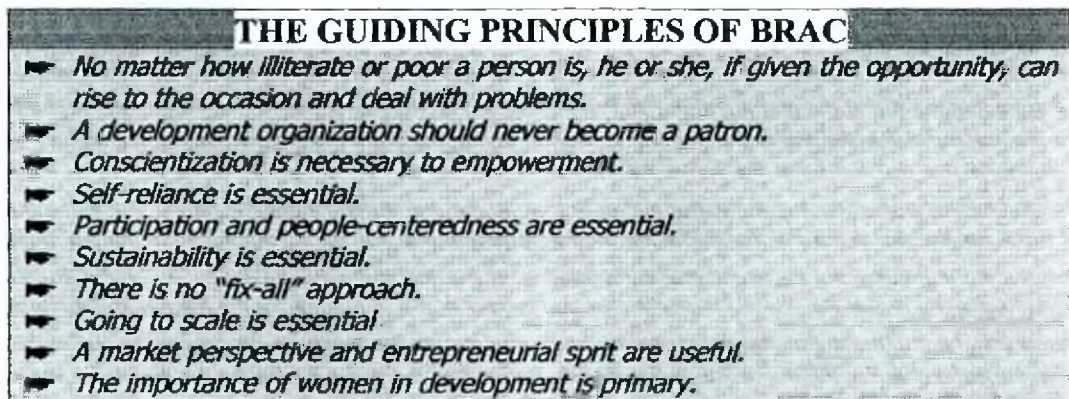 THE GUIDING PRINCIPLES OF BRAC
☛ No matter how illiterate or poor a person is, he or she, if given the opportunity, can
rise to the occasion and deal with problems.
☛ A development organization should never become a patron.
☛ Conscientization is necessary to empowerment.
☛ Self-reliance is essential.
☛ Participation and people-centeredness are essential.
☛ Sustainability is essential.
☛ There is no "fix-all" approach.
☛ Going to scale is essential
☛ A market perspective and entrepreneurial sprit are useful.
☛ The importance of women in development is primary.